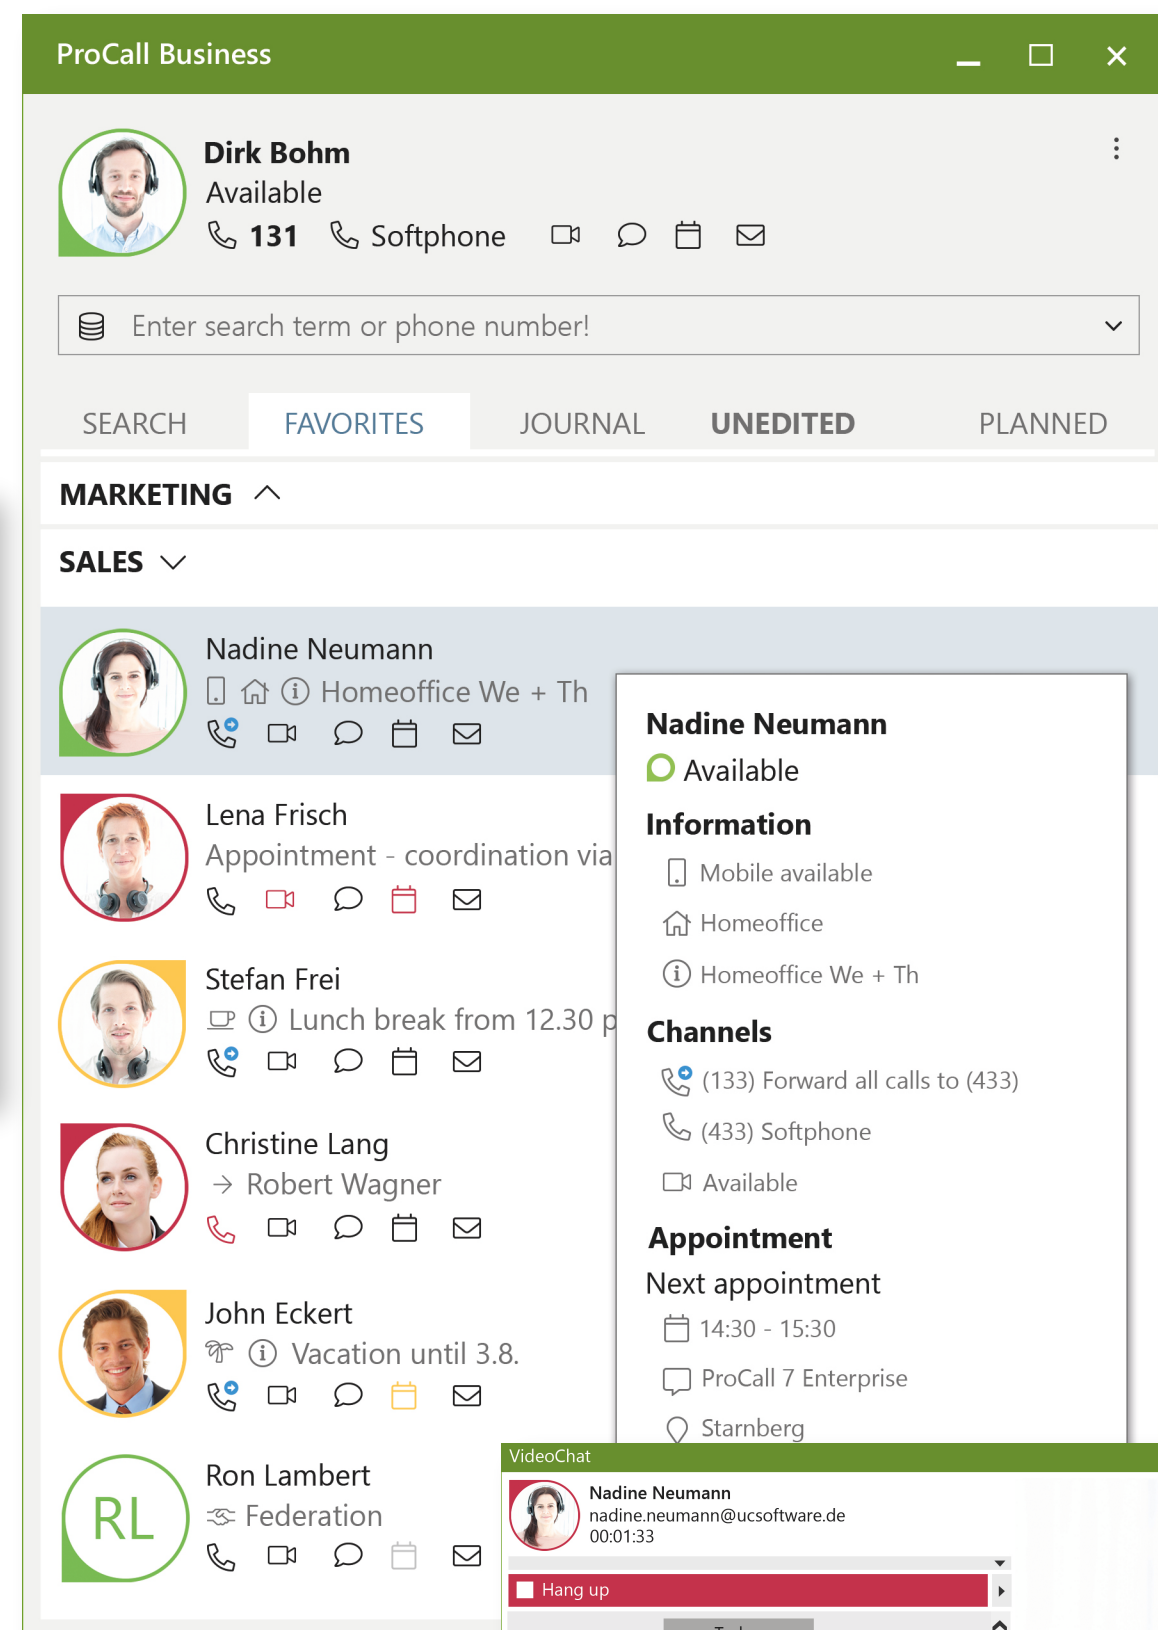 ProCall Business
Dirk Bohm
Available
131 Softphone
Enter search term or phone number!
SEARCH FAVORITES JOURNAL UNEDITED PLANNED
MARKETING
SALES
Nadine Neumann
Homeoffice We + Th
Lena Frisch
Appointment - coordination via
Stefan Frei
Lunch break from 12.30 p
Christine Lang
→ Robert Wagner
John Eckert
Vacation until 3.8.
RL
Ron Lambert
Federation
Nadine Neumann
Available
Information
Mobile available
Homeoffice
Homeoffice We + Th
Channels
(133) Forward all calls to (433)
(433) Softphone
Available
Appointment
Next appointment
14:30 - 15:30
ProCall 7 Enterprise
Starnberg
VideoChat
Nadine Neumann
nadine.neumann@ucsoftware.de
00:01:33
Hang up